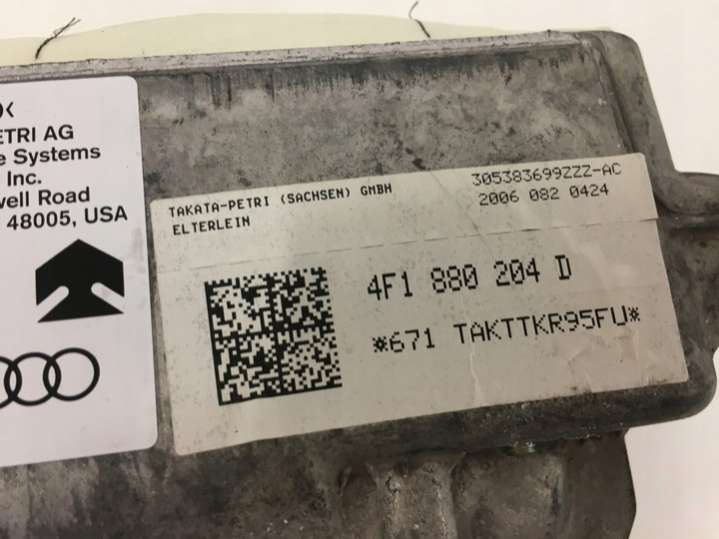 ETRI AG
e Systems
Inc.
well Road
48005, USA
TAKATA-PETRI (SACHSEN) GMBH
ELTERLEIN
305383699ZZZ-AC
2006 082 0424
4F1 880 204 D
*671 TAKTTKR95FU*